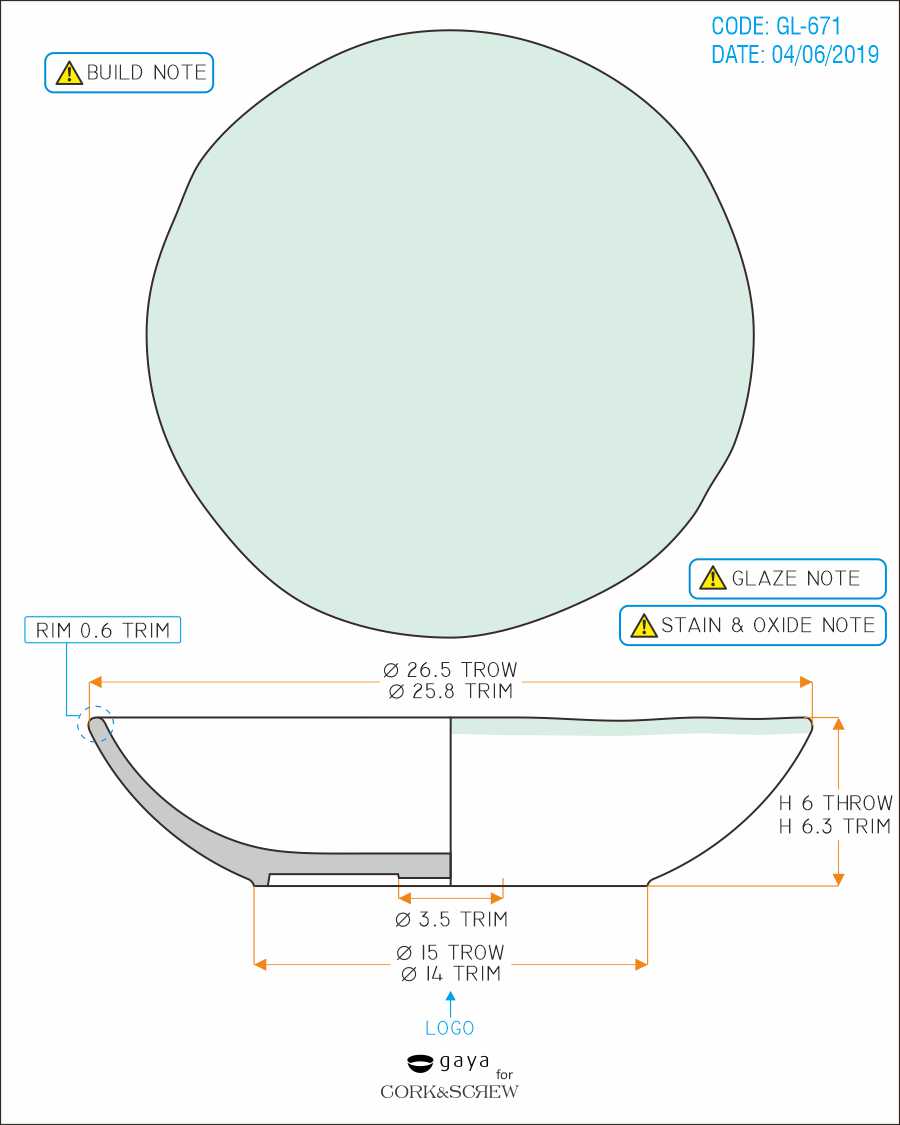 CODE: GL-671
DATE: 04/06/2019
BUILD NOTE
GLAZE NOTE
STAIN & OXIDE NOTE
RIM 0.6 TRIM
Ø 26.5 TROW
Ø 25.8 TRIM
H 6 THROW
H 6.3 TRIM
Ø 3.5 TRIM
Ø 15 TROW
Ø 14 TRIM
LOGO
gaya
for
CORK&SCREW